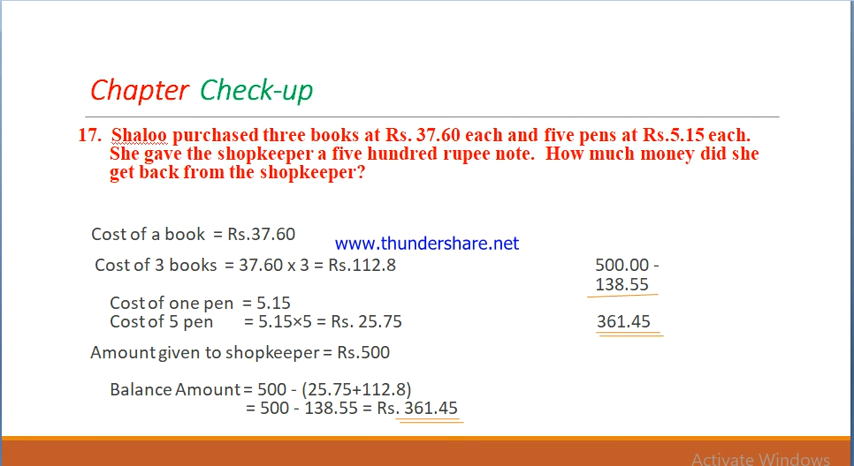 Chapter Check-up
17. Shaloo purchased three books at Rs. 37.60 each and five pens at Rs.5.15 each.
She gave the shopkeeper a five hundred rupee note. How much money did she
get back from the shopkeeper?
Cost of a book = Rs.37.60
www.thundershare.net
Cost of 3 books = 37.60 x 3 = Rs.112.8
500.00 -
138.55
Cost of one pen = 5.15
Cost of 5 pen = 5.15×5 = Rs. 25.75
361.45
Amount given to shopkeeper = Rs.500
Balance Amount = 500 - (25.75+112.8)
= 500 - 138.55 = Rs. 361.45
Activate Windows